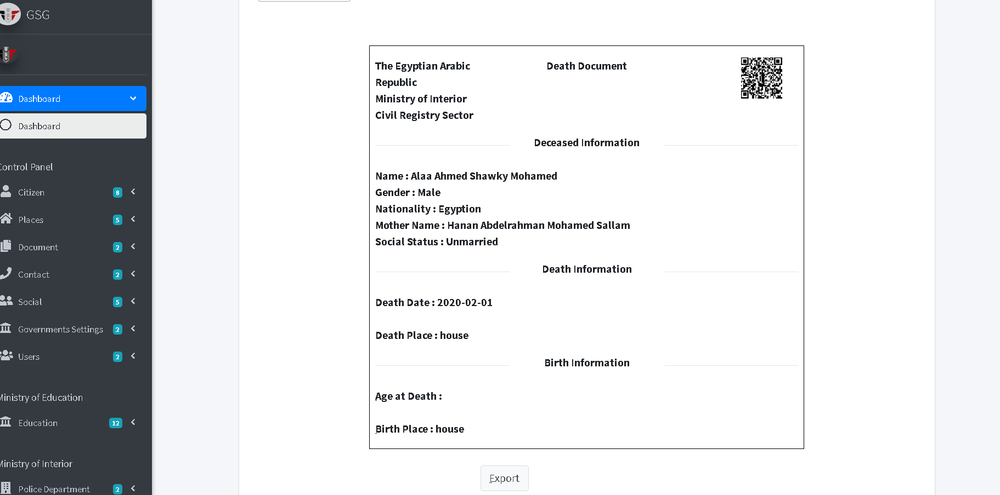 GSG
Dashboard
Dashboard
Control Panel
Citizen 8
Places 5
Document 2
Contact 2
Social 5
Governments Settings 2
Users 2
Ministry of Education
Education 12
Ministry of Interior
Police Department 2
The Egyptian Arabic
Republic
Ministry of Interior
Civil Registry Sector
Death Document
Deceased Information
Name : Alaa Ahmed Shawky Mohamed
Gender : Male
Nationality : Egyption
Mother Name : Hanan Abdelrahman Mohamed Sallam
Social Status : Unmarried
Death Information
Death Date : 2020-02-01
Death Place : house
Birth Information
Age at Death :
Birth Place : house
Export